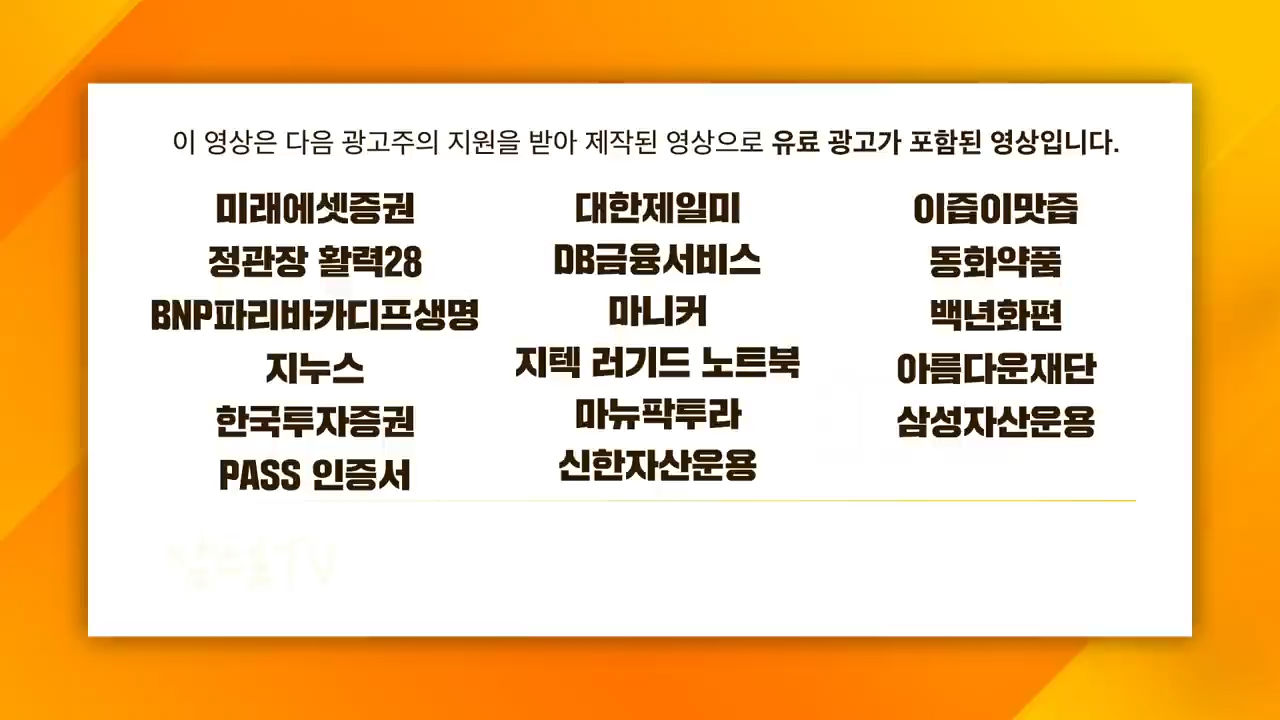 이 영상은 다음 광고주의 지원을 받아 제작된 영상으로 유료 광고가 포함된 영상입니다.
미래에셋증권
정관장 활력28
BNP파리바카디프생명
지누스
한국투자증권
PASS 인증서
대한제일미
DB금융서비스
마니커
지텍 러기드 노트북
마뉴팍투라
신한자산운용
이즙이맛즙
동화약품
백년화편
아름다운재단
삼성자산운용